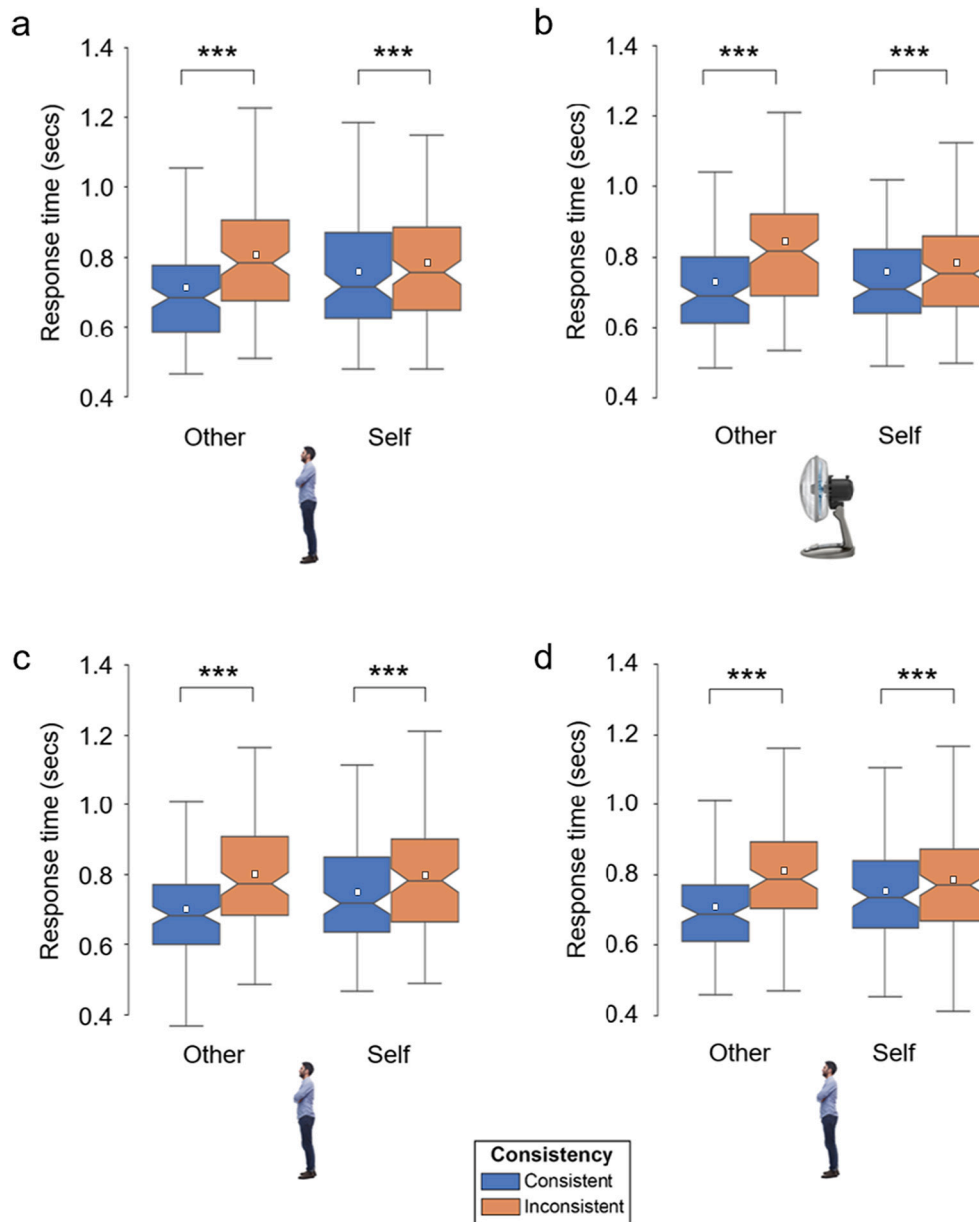 a
Response time (secs)
1.4
1.2
1.0
0.8
0.6
0.4
***
***
Other
Self
b
Response time (secs)
1.4
1.2
1.0
0.8
0.6
0.4
***
***
Other
Self
c
Response time (secs)
1.4
1.2
1.0
0.8
0.6
0.4
***
***
Other
Self
d
Response time (secs)
1.4
1.2
1.0
0.8
0.6
0.4
***
***
Other
Self
Consistency
Consistent
Inconsistent